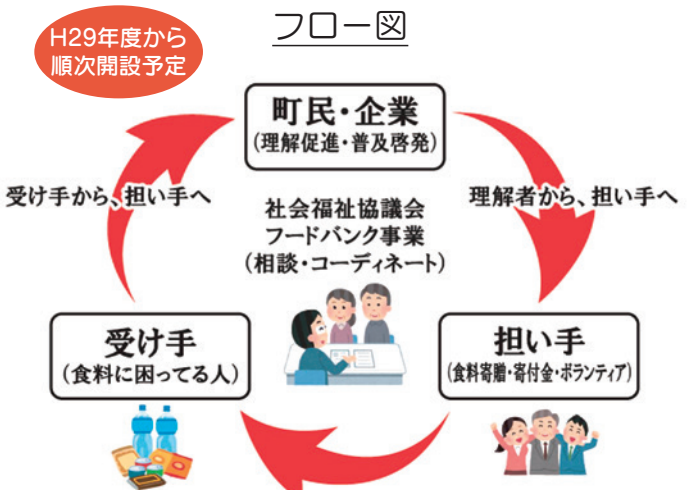 フロー図
H29年度から
順次開設予定
町民・企業
(理解促進・普及啓発)
受け手から、担い手へ
理解者から、担い手へ
社会福祉協議会
フードバンク事業
(相談・コーディネート)
受け手
(食料に困ってる人)
担い手
(食料寄贈・寄付金・ボランティア)